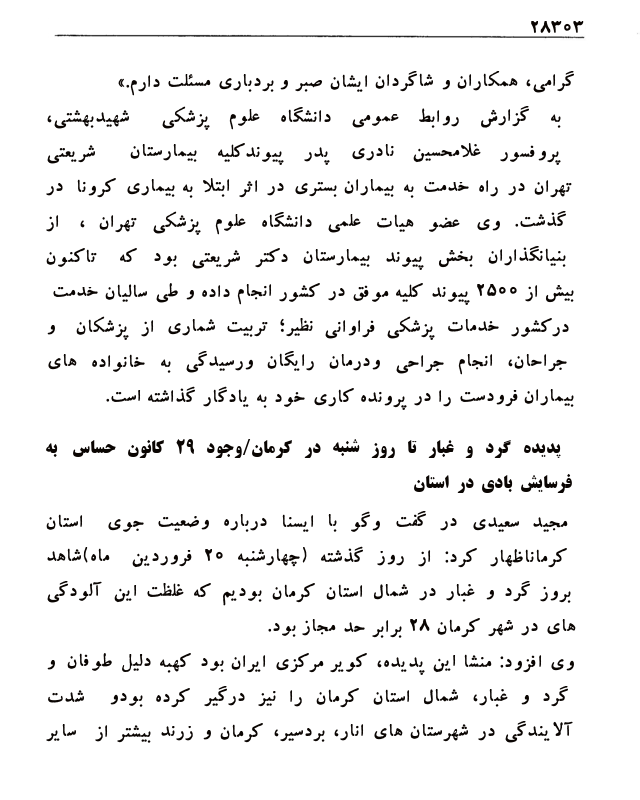 ۲۸۳۰۳
گرامی، همکاران و شاگردان ایشان صبر و بردباری مسئلت دارم.»
به گزارش روابط عمومی دانشگاه علوم پزشکی شهیدبهشتی،
پروفسور غلامحسین نادری پدر پیوندکلیه بیمارستان شریعتی
تهران در راه خدمت به بیماران بستری در اثر ابتلا به بیماری کرونا در
گذشت. وی عضو هیات علمی دانشگاه علوم پزشکی تهران ، از
بنیانگذاران بخش پیوند بیمارستان دکتر شریعتی بود که تاکنون
بیش از ۲۵۰۰ پیوند کلیه موفق در کشور انجام داده و طی سالیان خدمت
درکشور خدمات پزشکی فراوانی نظیر؛ تربیت شماری از پزشکان و
جراحان، انجام جراحی ودرمان رایگان ورسیدگی به خانواده های
بیماران فرودست را در پرونده کاری خود به یادگار گذاشته است.
پدیده گرد و غبار تا روز شنبه در کرمان/وجود ۲۹ کانون حساس به
فرسایش بادی در استان
مجید سعیدی در گفت وگو با ایسنا درباره وضعیت جوی استان
کرماناظهار کرد: از روز گذشته (چهارشنبه ۲۰ فروردین ماه)شاهد
بروز گرد و غبار در شمال استان کرمان بودیم که غلظت این آلودگی
های در شهر کرمان ۲۸ برابر حد مجاز بود.
وی افزود: منشا این پدیده، کویر مرکزی ایران بود کهبه دلیل طوفان و
گرد و غبار، شمال استان کرمان را نیز درگیر کرده بودو شدت
آلایندگی در شهرستان های انار، بردسیر، کرمان و زرند بیشتر از سایر